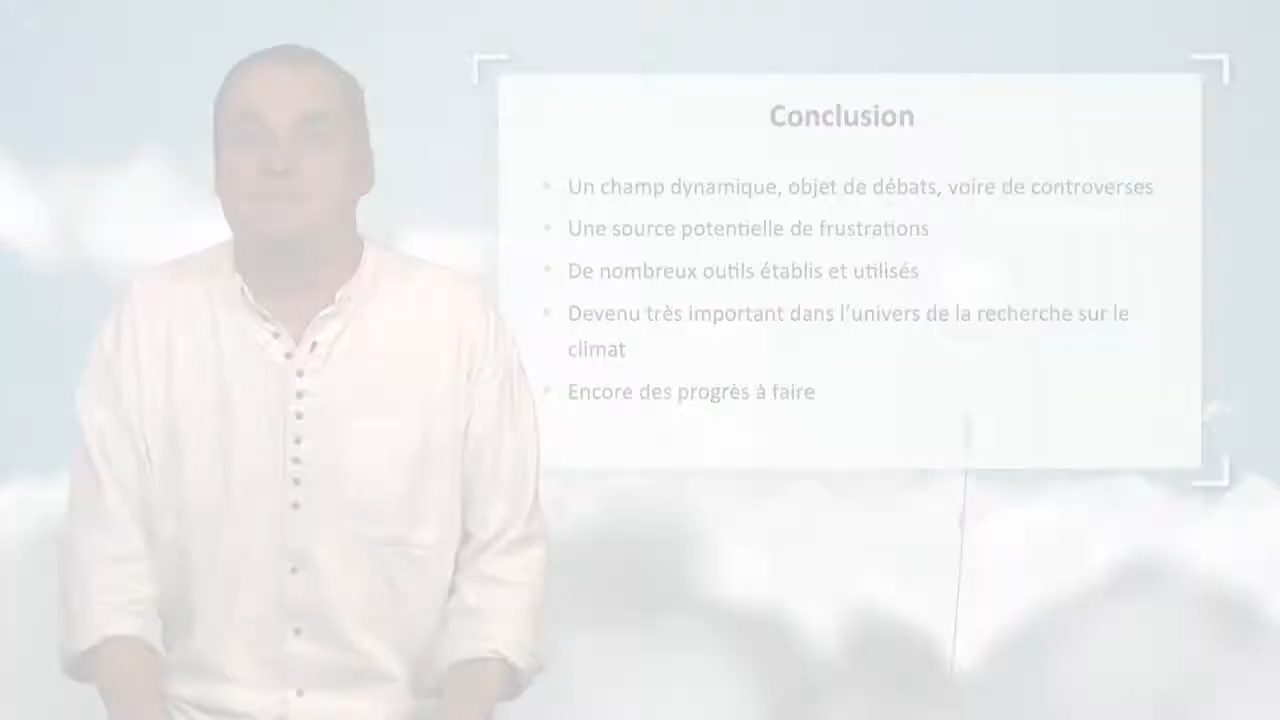 Conclusion
• Un champ dynamique, objet de débats, voire de controverses
• Une source potentielle de frustrations
• De nombreux outils établis et utilisés
• Devenu très important dans l'univers de la recherche sur le
climat
• Encore des progrès à faire